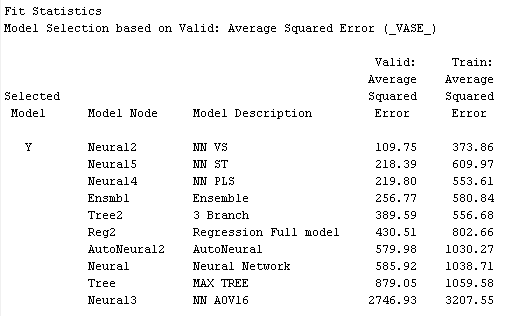 Fit Statistics
Model Selection based on Valid: Average Squared Error (_VASE_)
Valid: Train:
Average Average
Selected Squared Squared
Model Model Node Model Description Error Error
Y Neural2 NN VS 109.75 373.86
Neural5 NN ST 218.39 609.97
Neural4 NN PLS 219.80 553.61
Ensmbl Ensemble 256.77 580.84
Tree2 3 Branch 389.59 556.68
Reg2 Regression Full model 430.51 802.66
AutoNeural2 AutoNeural 579.98 1030.27
Neural Neural Network 585.92 1038.71
Tree MAX TREE 879.05 1059.58
Neural3 NN AOV16 2746.93 3207.55